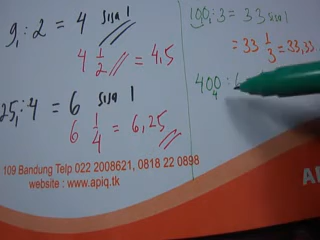 9 : 2 = 4 sisa 1
4 1/2 = 4,5
25 : 4 = 6 sisa 1
6 1/4 = 6,25
100 : 3 = 33 sisa 1
= 33 1/3 = 33,33..
400 :
4
109 Bandung Telp 022 2008621, 0818 22 0898
website : www.apiq.tk